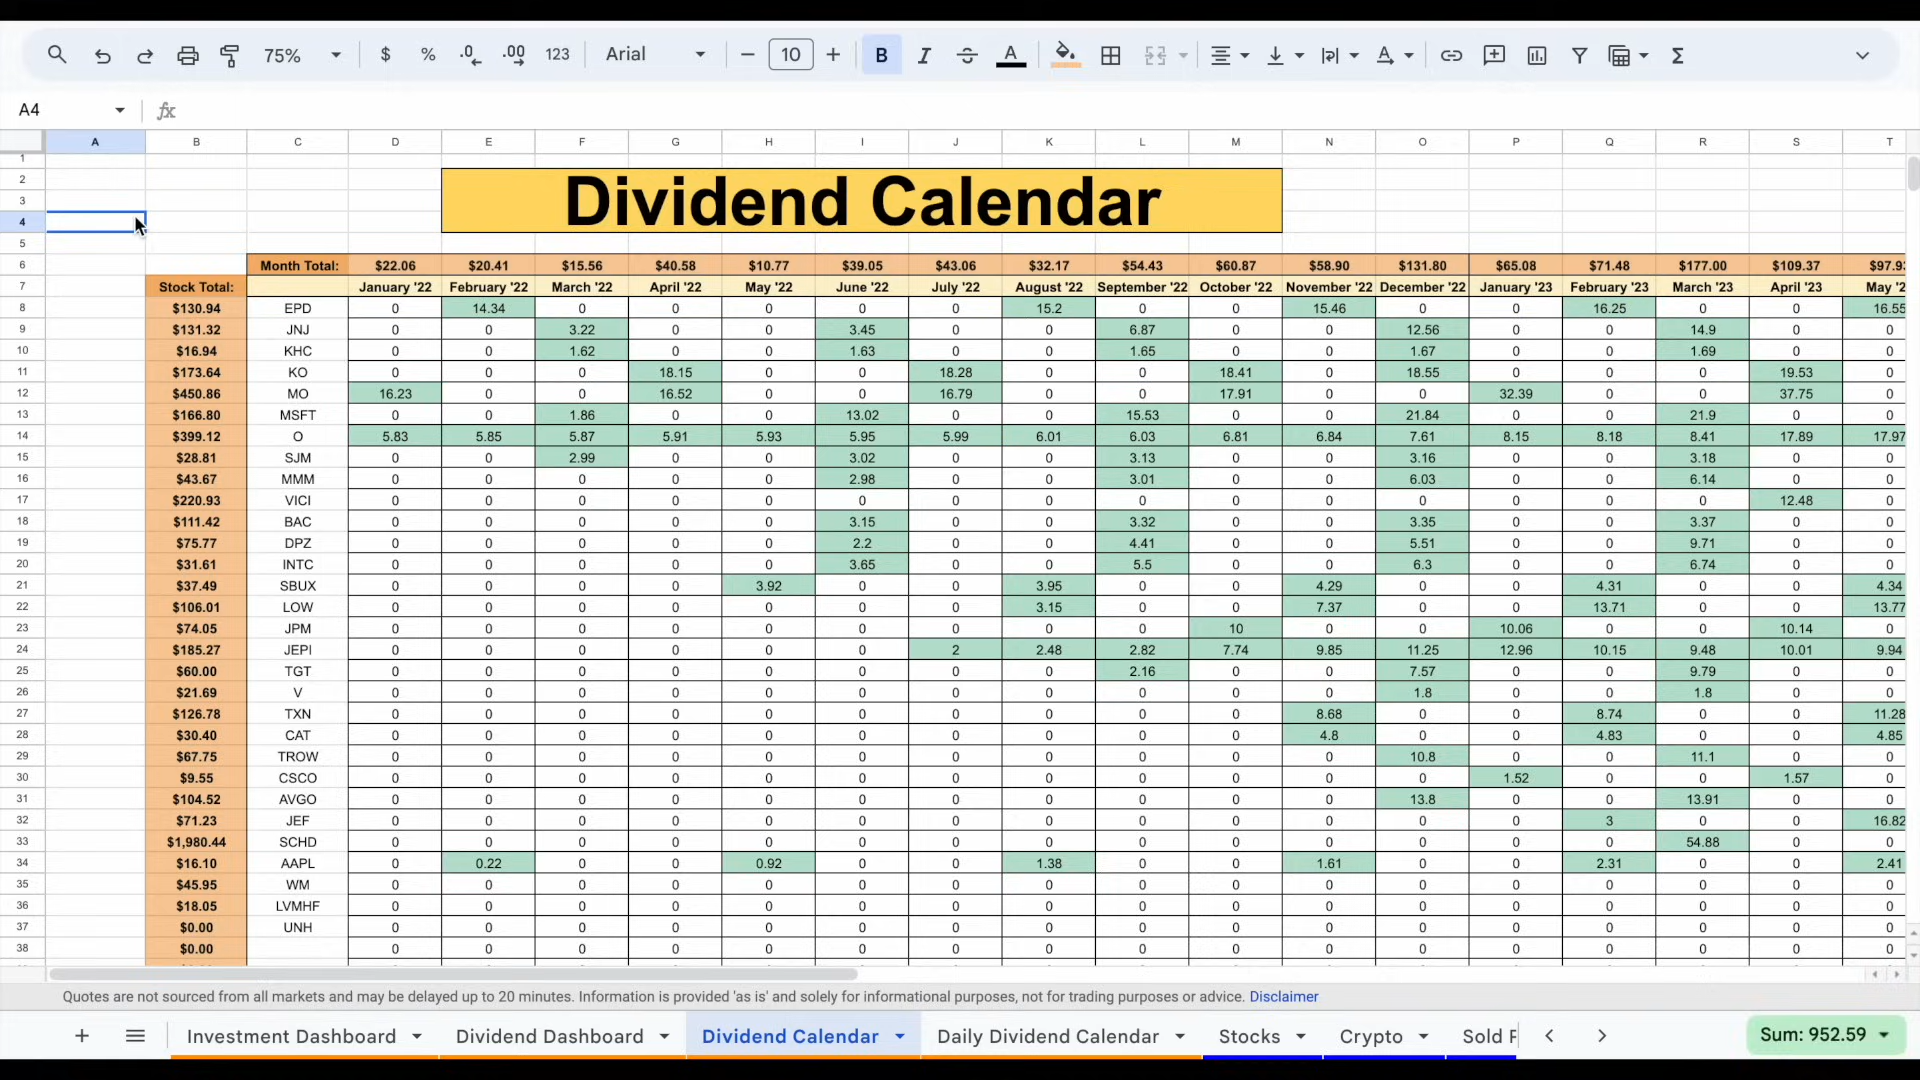 75% $ % .0 .00 123 Arial 10 B I A A Σ
A4 fx
A B C D E F G H I J K L M N O P Q R S T
1
2 Dividend Calendar
3
4
5
6 Month Total: $22.06 $20.41 $15.56 $40.58 $10.77 $39.05 $43.06 $32.17 $54.43 $60.87 $58.90 $131.80 $65.08 $71.48 $177.00 $109.37
7 Stock Total: January '22 February '22 March '22 April '22 May '22 June '22 July '22 August '22 September '22 October '22 November '22 December '22 January '23 February '23 March '23 April '23 May '2
8 $130.94 EPD 0 14.34 0 0 0 0 0 15.2 0 0 15.46 0 0 16.25 0 0 16.55
9 $131.32 JNJ 0 0 3.22 0 0 3.45 0 0 6.87 0 0 12.56 0 0 14.9 0 0
10 $16.94 KHC 0 0 1.62 0 0 1.63 0 0 1.65 0 0 1.67 0 0 1.69 0 0
11 $173.64 KO 0 0 0 18.15 0 0 18.28 0 0 18.41 0 18.55 0 0 0 19.53 0
12 $450.86 MO 16.23 0 0 16.52 0 0 16.79 0 0 17.91 0 0 32.39 0 0 37.75 0
13 $166.80 MSFT 0 0 1.86 0 0 13.02 0 0 15.53 0 0 21.84 0 0 21.9 0 0
14 $399.12 O 5.83 5.85 5.87 5.91 5.93 5.95 5.99 6.01 6.03 6.81 6.84 7.61 8.15 8.18 8.41 17.89 17.97
15 $28.81 SJM 0 0 2.99 0 0 3.02 0 0 3.13 0 0 3.16 0 0 3.18 0 0
16 $43.67 MMM 0 0 0 0 0 2.98 0 0 3.01 0 0 6.03 0 0 6.14 0 0
17 $220.93 VICI 0 0 0 0 0 0 0 0 0 0 0 0 0 0 0 12.48 0
18 $111.42 BAC 0 0 0 0 0 3.15 0 0 3.32 0 0 3.35 0 0 3.37 0 0
19 $75.77 DPZ 0 0 0 0 0 2.2 0 0 4.41 0 0 5.51 0 0 9.71 0 0
20 $31.61 INTC 0 0 0 0 0 3.65 0 0 5.5 0 0 6.3 0 0 6.74 0 0
21 $37.49 SBUX 0 0 0 0 3.92 0 0 3.95 0 0 4.29 0 0 4.31 0 0 4.34
22 $106.01 LOW 0 0 0 0 0 0 0 3.15 0 0 7.37 0 0 13.71 0 0 13.77
23 $74.05 JPM 0 0 0 0 0 0 0 0 0 10 0 0 10.06 0 0 10.14 0
24 $185.27 JEPI 0 0 0 0 0 0 2 2.48 2.82 7.74 9.85 11.25 12.96 10.15 9.48 10.01 9.94
25 $60.00 TGT 0 0 0 0 0 0 0 0 2.16 0 0 7.57 0 0 9.79 0 0
26 $21.69 V 0 0 0 0 0 0 0 0 0 0 0 1.8 0 0 1.8 0 0
27 $126.78 TXN 0 0 0 0 0 0 0 0 0 0 8.68 0 0 8.74 0 0 11.28
28 $30.40 CAT 0 0 0 0 0 0 0 0 0 0 4.8 0 0 4.83 0 0 4.85
29 $67.75 TROW 0 0 0 0 0 0 0 0 0 0 0 10.8 0 0 11.1 0 0
30 $9.55 CSCO 0 0 0 0 0 0 0 0 0 0 0 0 1.52 0 0 1.57 0
31 $104.52 AVGO 0 0 0 0 0 0 0 0 0 0 0 13.8 0 0 13.91 0 0
32 $71.23 JEF 0 0 0 0 0 0 0 0 0 0 0 0 0 3 0 0 16.82
33 $1,980.44 SCHD 0 0 0 0 0 0 0 0 0 0 0 0 0 0 54.88 0 0
34 $16.10 AAPL 0 0.22 0 0 0.92 0 0 1.38 0 0 1.61 0 0 2.31 0 0 2.41
35 $45.95 WM 0 0 0 0 0 0 0 0 0 0 0 0 0 0 0 0 0
36 $18.05 LVMHF 0 0 0 0 0 0 0 0 0 0 0 0 0 0 0 0 0
37 $0.00 UNH 0 0 0 0 0 0 0 0 0 0 0 0 0 0 0 0 0
38 $0.00 0 0 0 0 0 0 0 0 0 0 0 0 0 0 0 0 0
Quotes are not sourced from all markets and may be delayed up to 20 minutes. Information is provided 'as is' and solely for informational purposes, not for trading purposes or advice. Disclaimer
Investment Dashboard Dividend Dashboard Dividend Calendar Daily Dividend Calendar Stocks Crypto Sold Sum: 952.59